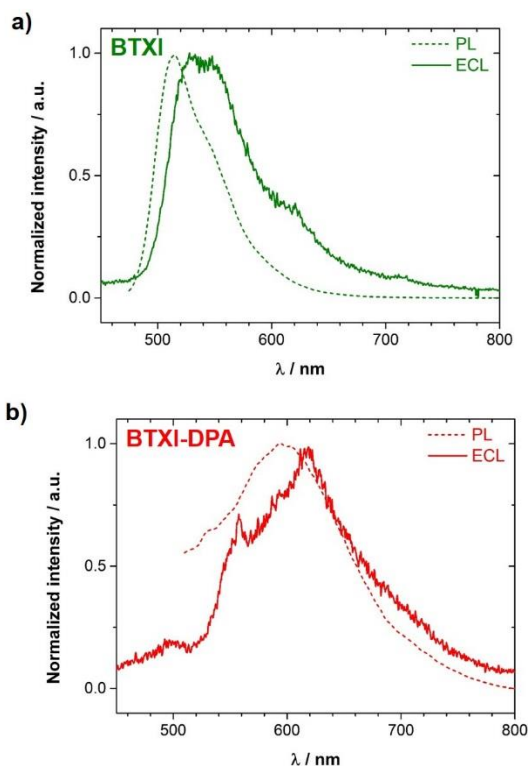 a)
BTXI
PL
ECL
Normalized intensity / a.u.
1.0
0.5
0.0
500
600
700
800
λ / nm
b)
BTXI-DPA
PL
ECL
Normalized intensity / a.u.
1.0
0.5
0.0
500
600
700
800
λ / nm